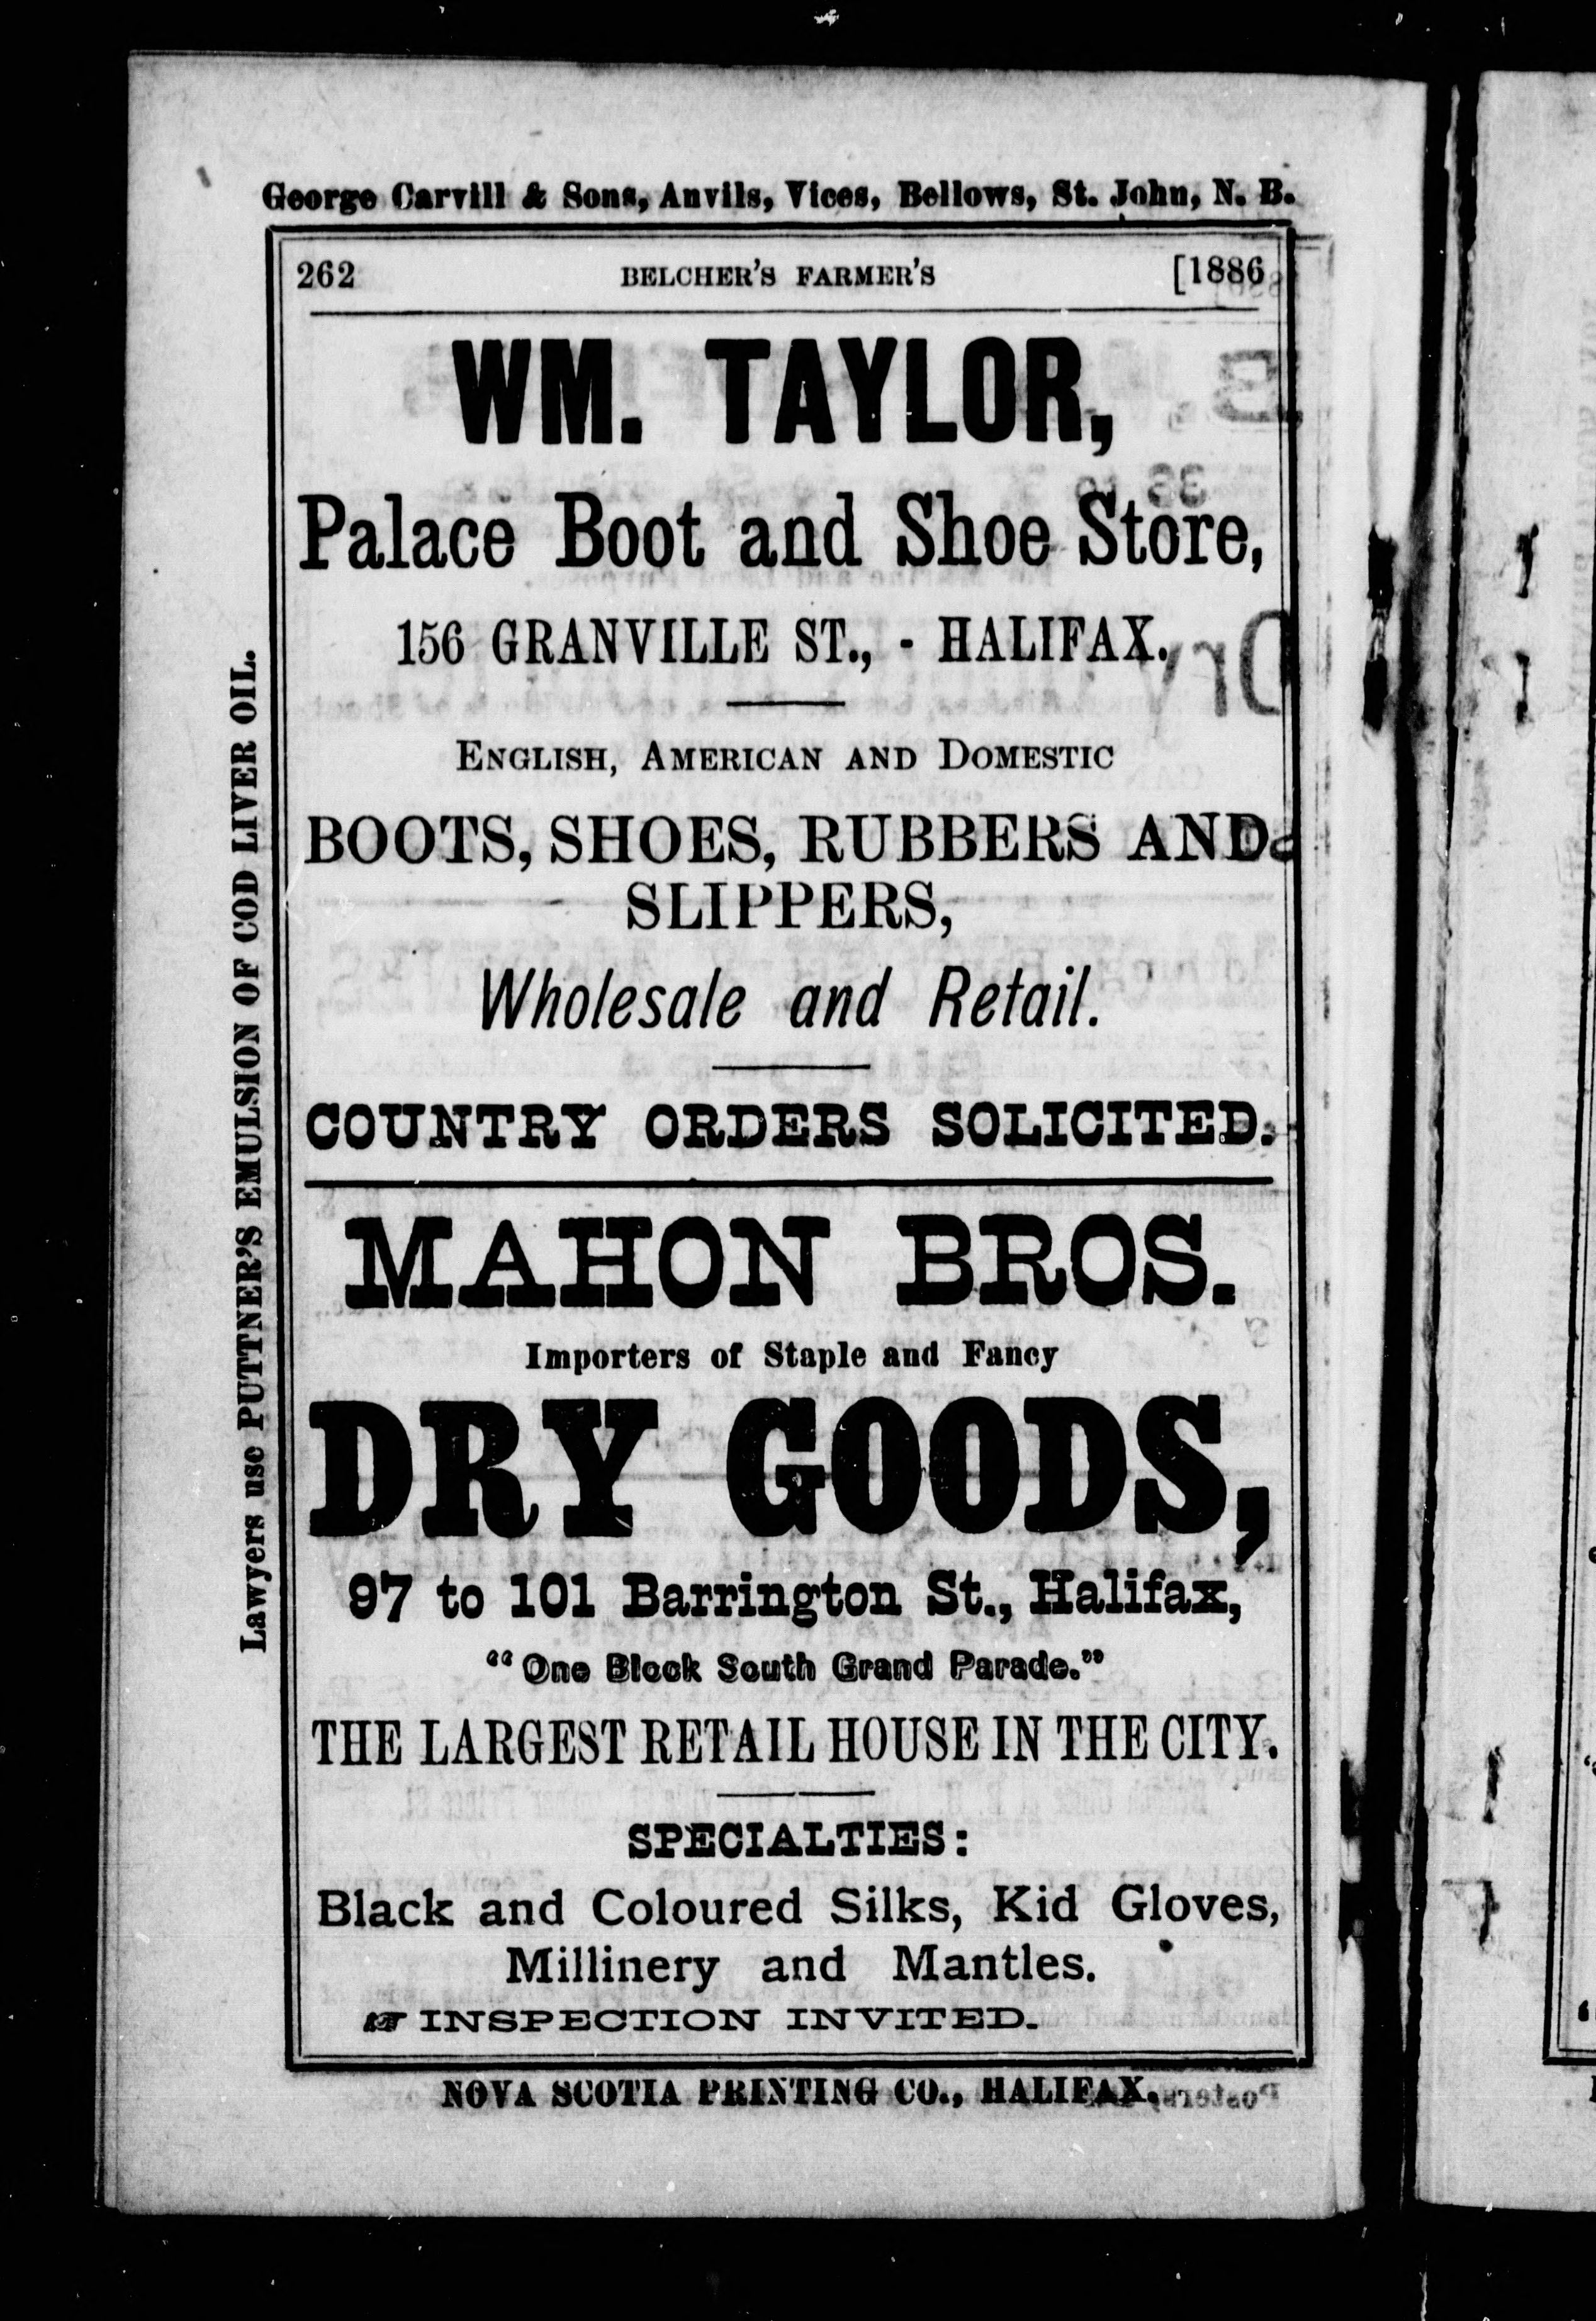 George Carvill & Sons, Anvils, Vices, Bellows, St. John, N. B.
262 BELCHER'S FARMER'S [1886
WM. TAYLOR,
Palace Boot and Shoe Store,
156 GRANVILLE ST., - HALIFAX.
ENGLISH, AMERICAN AND DOMESTIC
BOOTS, SHOES, RUBBERS AND
SLIPPERS,
Wholesale and Retail.
COUNTRY ORDERS SOLICITED.
MAHON BROS.
Importers of Staple and Fancy
DRY GOODS,
97 to 101 Barrington St., Halifax,
"One Block South Grand Parade."
THE LARGEST RETAIL HOUSE IN THE CITY.
SPECIALTIES:
Black and Coloured Silks, Kid Gloves,
Millinery and Mantles.
☞ INSPECTION INVITED.
NOVA SCOTIA PRINTING CO., HALIFAX.
Lawyers use PUTTNER'S EMULSION OF COD LIVER OIL.